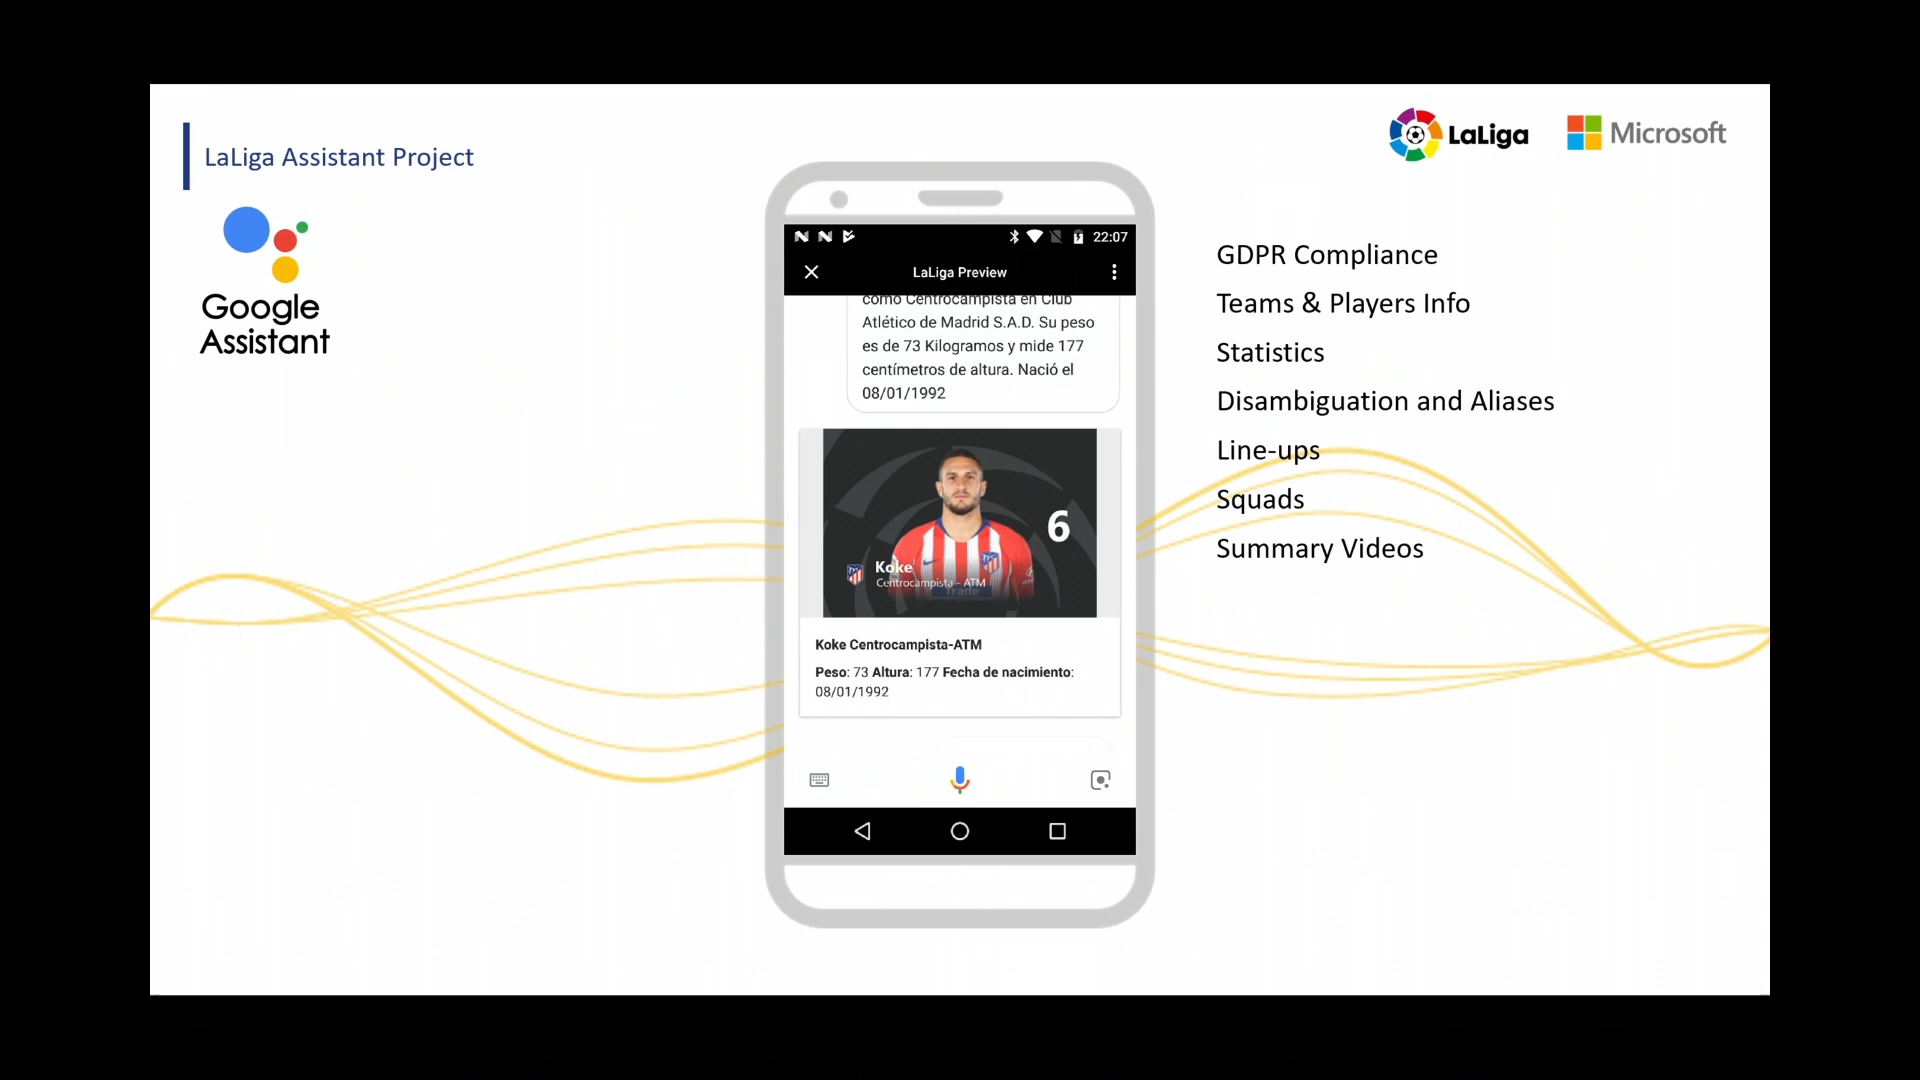 LaLiga Assistant Project
LaLiga
Microsoft
Google
Assistant
22:07
LaLiga Preview
como Centrocampista en Club
Atlético de Madrid S.A.D. Su peso
es de 73 Kilogramos y mide 177
centímetros de altura. Nació el
08/01/1992
6
Koke
Centrocampista - ATM
Trade
Koke Centrocampista-ATM
Peso: 73 Altura: 177 Fecha de nacimiento:
08/01/1992
GDPR Compliance
Teams & Players Info
Statistics
Disambiguation and Aliases
Line-ups
Squads
Summary Videos